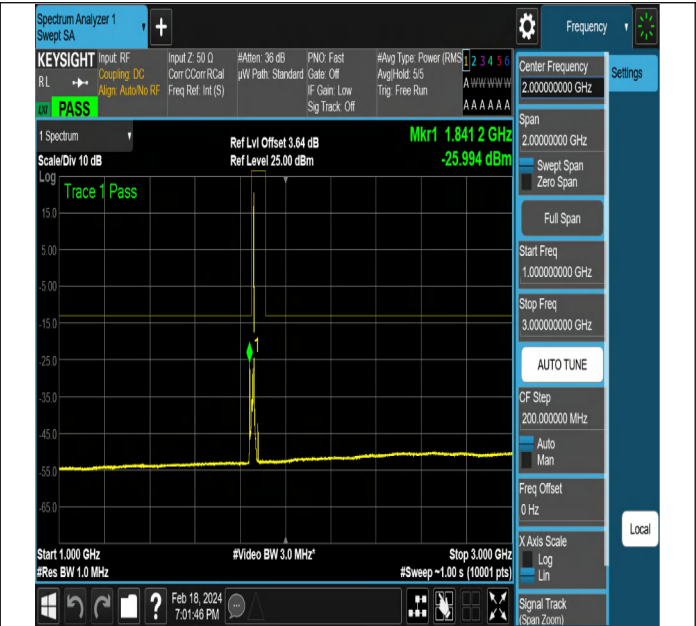 Spectrum Analyzer 1
Swept SA
+
Frequency
KEYSIGHT
Input: RF
Input Z: 50 Ω
#Atten: 36 dB
PNO: Fast
#Avg Type: Power (RMS
1 2 3 4 5 6
RL
Coupling: DC
Corr CCorr RCal
µW Path: Standard
Gate: Off
Avg|Hold: 5/5
A W W W W W
Align: Auto/No RF
Freq Ref: Int (S)
IF Gain: Low
Trig: Free Run
Sig Track: Off
A A A A A A
PASS
1 Spectrum
Ref Lvl Offset 3.64 dB
Mkr1 1.841 2 GHz
Scale/Div 10 dB
Ref Level 25.00 dBm
-25.994 dBm
Log
Trace 1 Pass
15.0
5.00
-5.00
-15.0
1
-25.0
-35.0
-45.0
-55.0
-65.0
Start 1.000 GHz
#Video BW 3.0 MHz*
Stop 3.000 GHz
#Res BW 1.0 MHz
#Sweep ~1.00 s (10001 pts)
?
Feb 18, 2024
7:01:46 PM
Center Frequency
2.000000000 GHz
Settings
Span
2.00000000 GHz
Swept Span
Zero Span
Full Span
Start Freq
1.000000000 GHz
Stop Freq
3.000000000 GHz
AUTO TUNE
CF Step
200.000000 MHz
Auto
Man
Freq Offset
0 Hz
Local
X Axis Scale
Log
Lin
Signal Track
(Span Zoom)